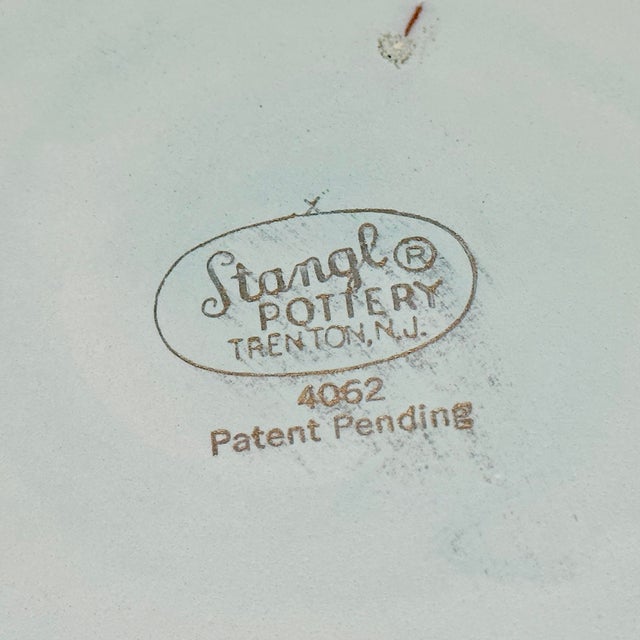 X
Stangl ®
POTTERY
TRENTON, N.J.
4062
Patent Pending